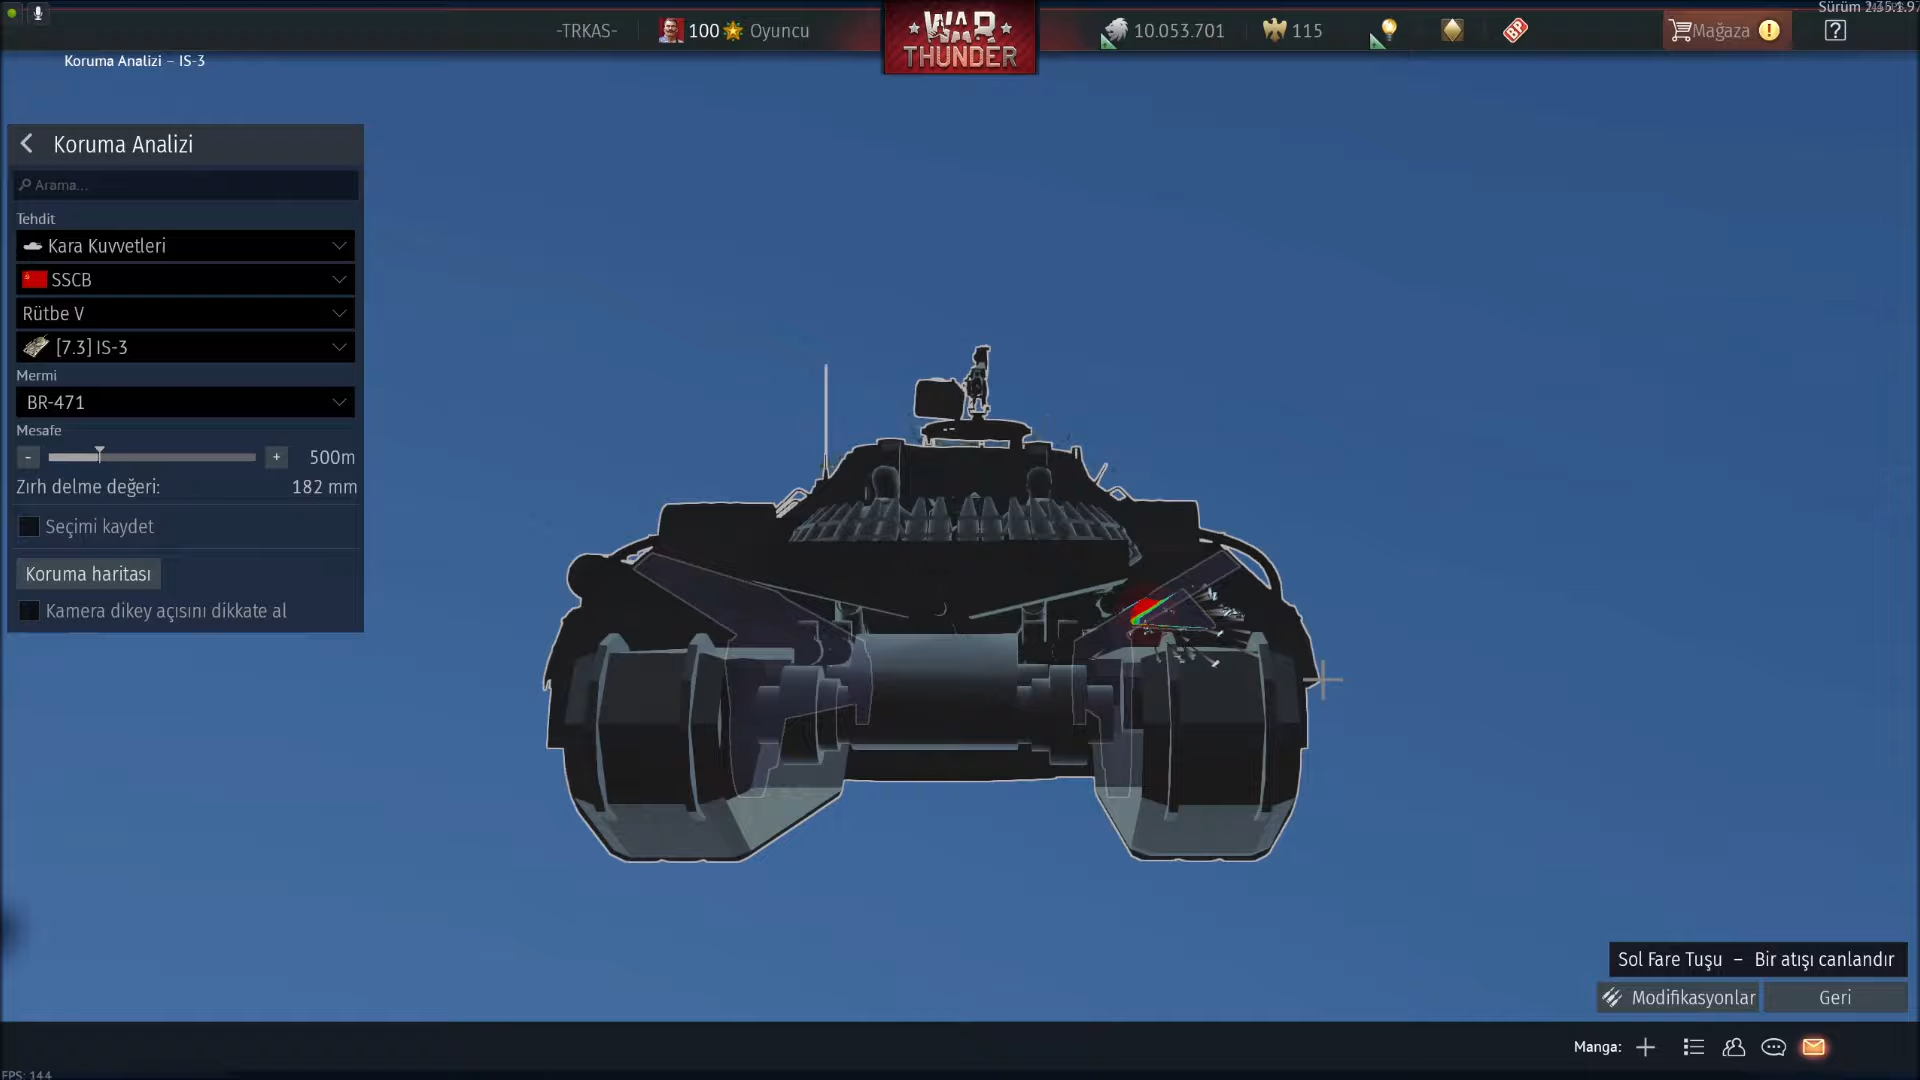 Sürüm 2.35.1.97
-TRKAS-
100 Oyuncu
WAR
THUNDER
10.053.701
115
BP
Mağaza
?
Koruma Analizi – IS-3
Koruma Analizi
Arama...
Tehdit
Kara Kuvvetleri
SSCB
Rütbe V
[7.3] IS-3
Mermi
BR-471
Mesafe
- + 500m
Zırh delme değeri: 182 mm
Seçimi kaydet
Koruma haritası
Kamera dikey açısını dikkate al
Sol Fare Tuşu – Bir atışı canlandır
Modifikasyonlar
Geri
Manga:
FPS: 144